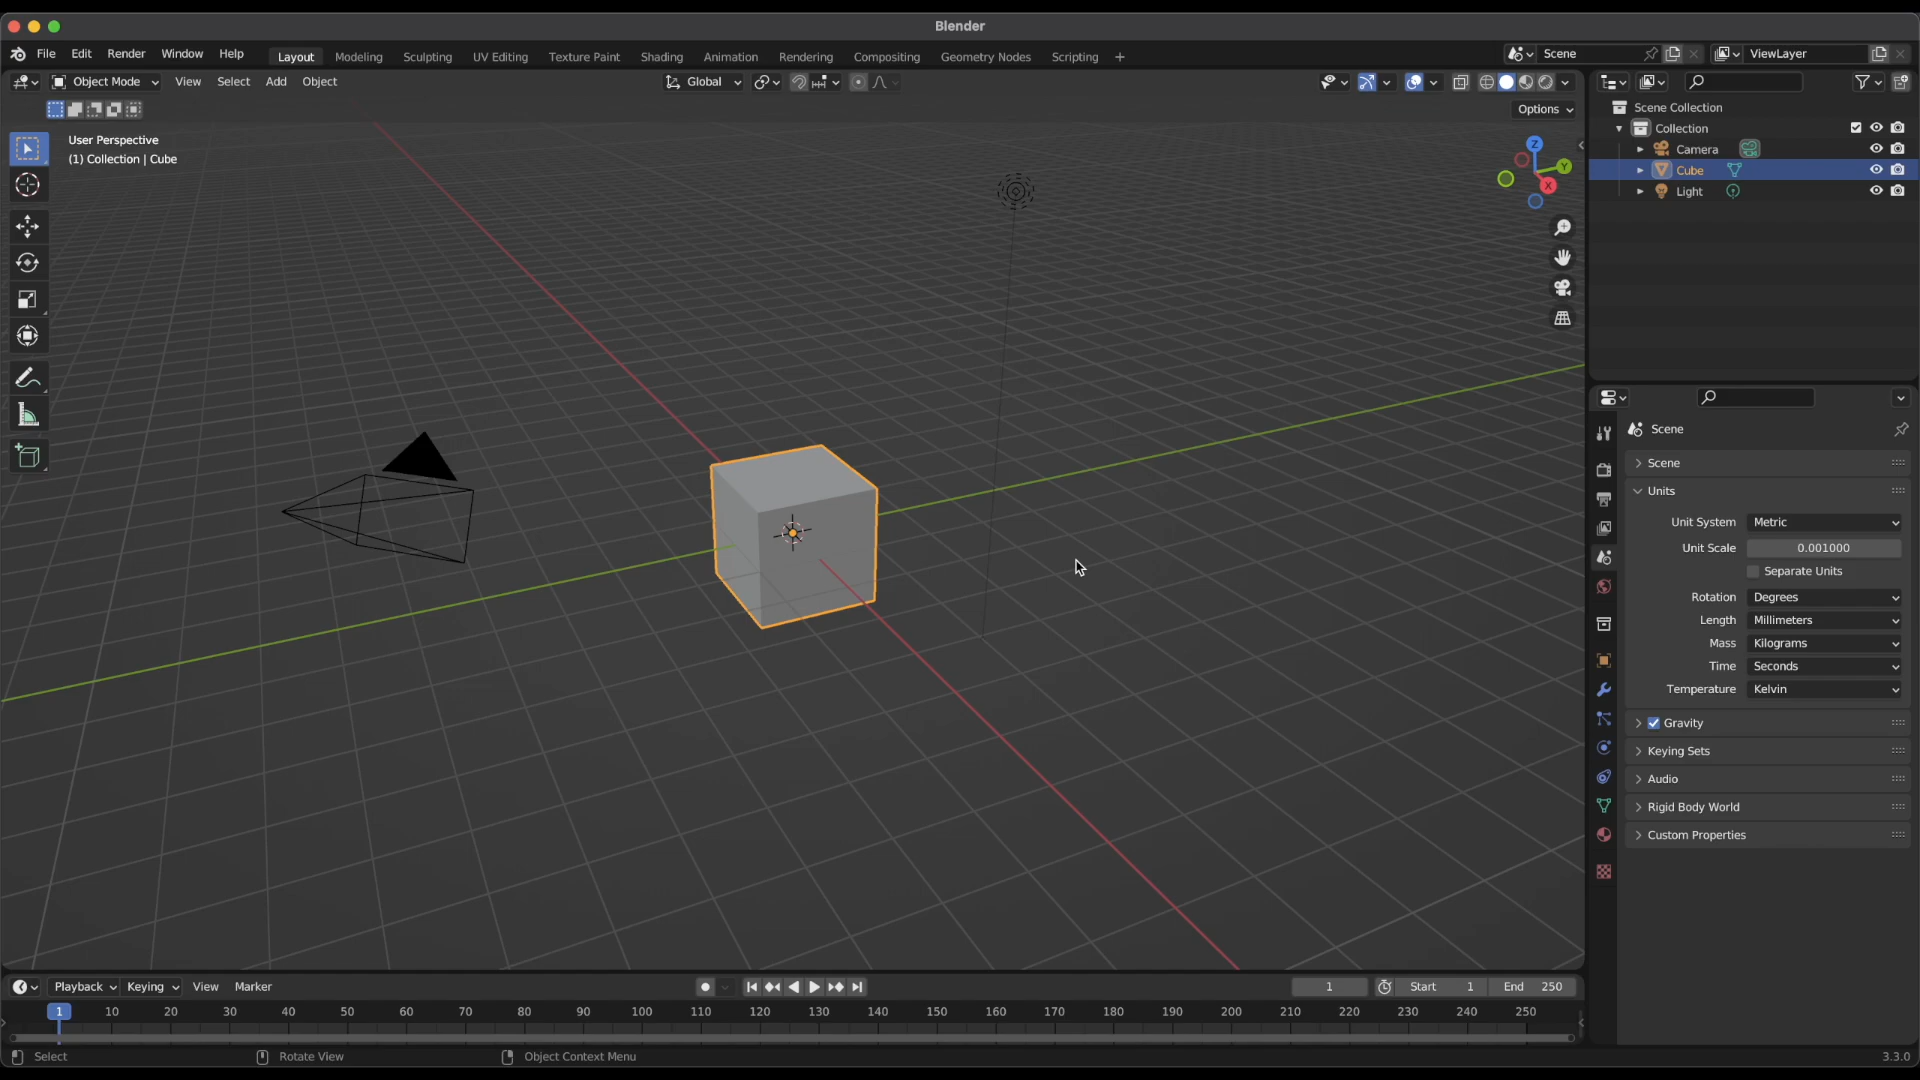 Blender
File Edit Render Window Help Layout Modeling Sculpting UV Editing Texture Paint Shading Animation Rendering Compositing Geometry Nodes Scripting + Scene ViewLayer
Object Mode View Select Add Object Global
Options
User Perspective
(1) Collection | Cube
Z
Y
X
Scene Collection
Collection
Camera
Cube
Light
Scene
Scene
Units
Unit System Metric
Unit Scale 0.001000
Separate Units
Rotation Degrees
Length Millimeters
Mass Kilograms
Time Seconds
Temperature Kelvin
Gravity
Keying Sets
Audio
Rigid Body World
Custom Properties
Playback Keying View Marker 1 Start 1 End 250
1 10 20 30 40 50 60 70 80 90 100 110 120 130 140 150 160 170 180 190 200 210 220 230 240 250
Select Rotate View Object Context Menu 3.3.0